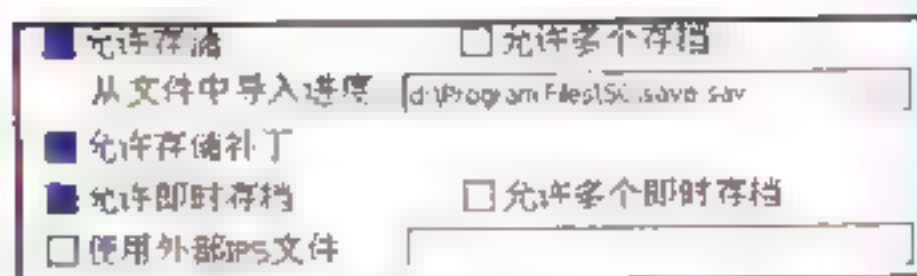 允许存储 允许多个存档
从文件中导入进度 d:\Program Files\SC.save.sav
允许存储补丁
允许即时存档 允许多个即时存档
使用外部IPS文件